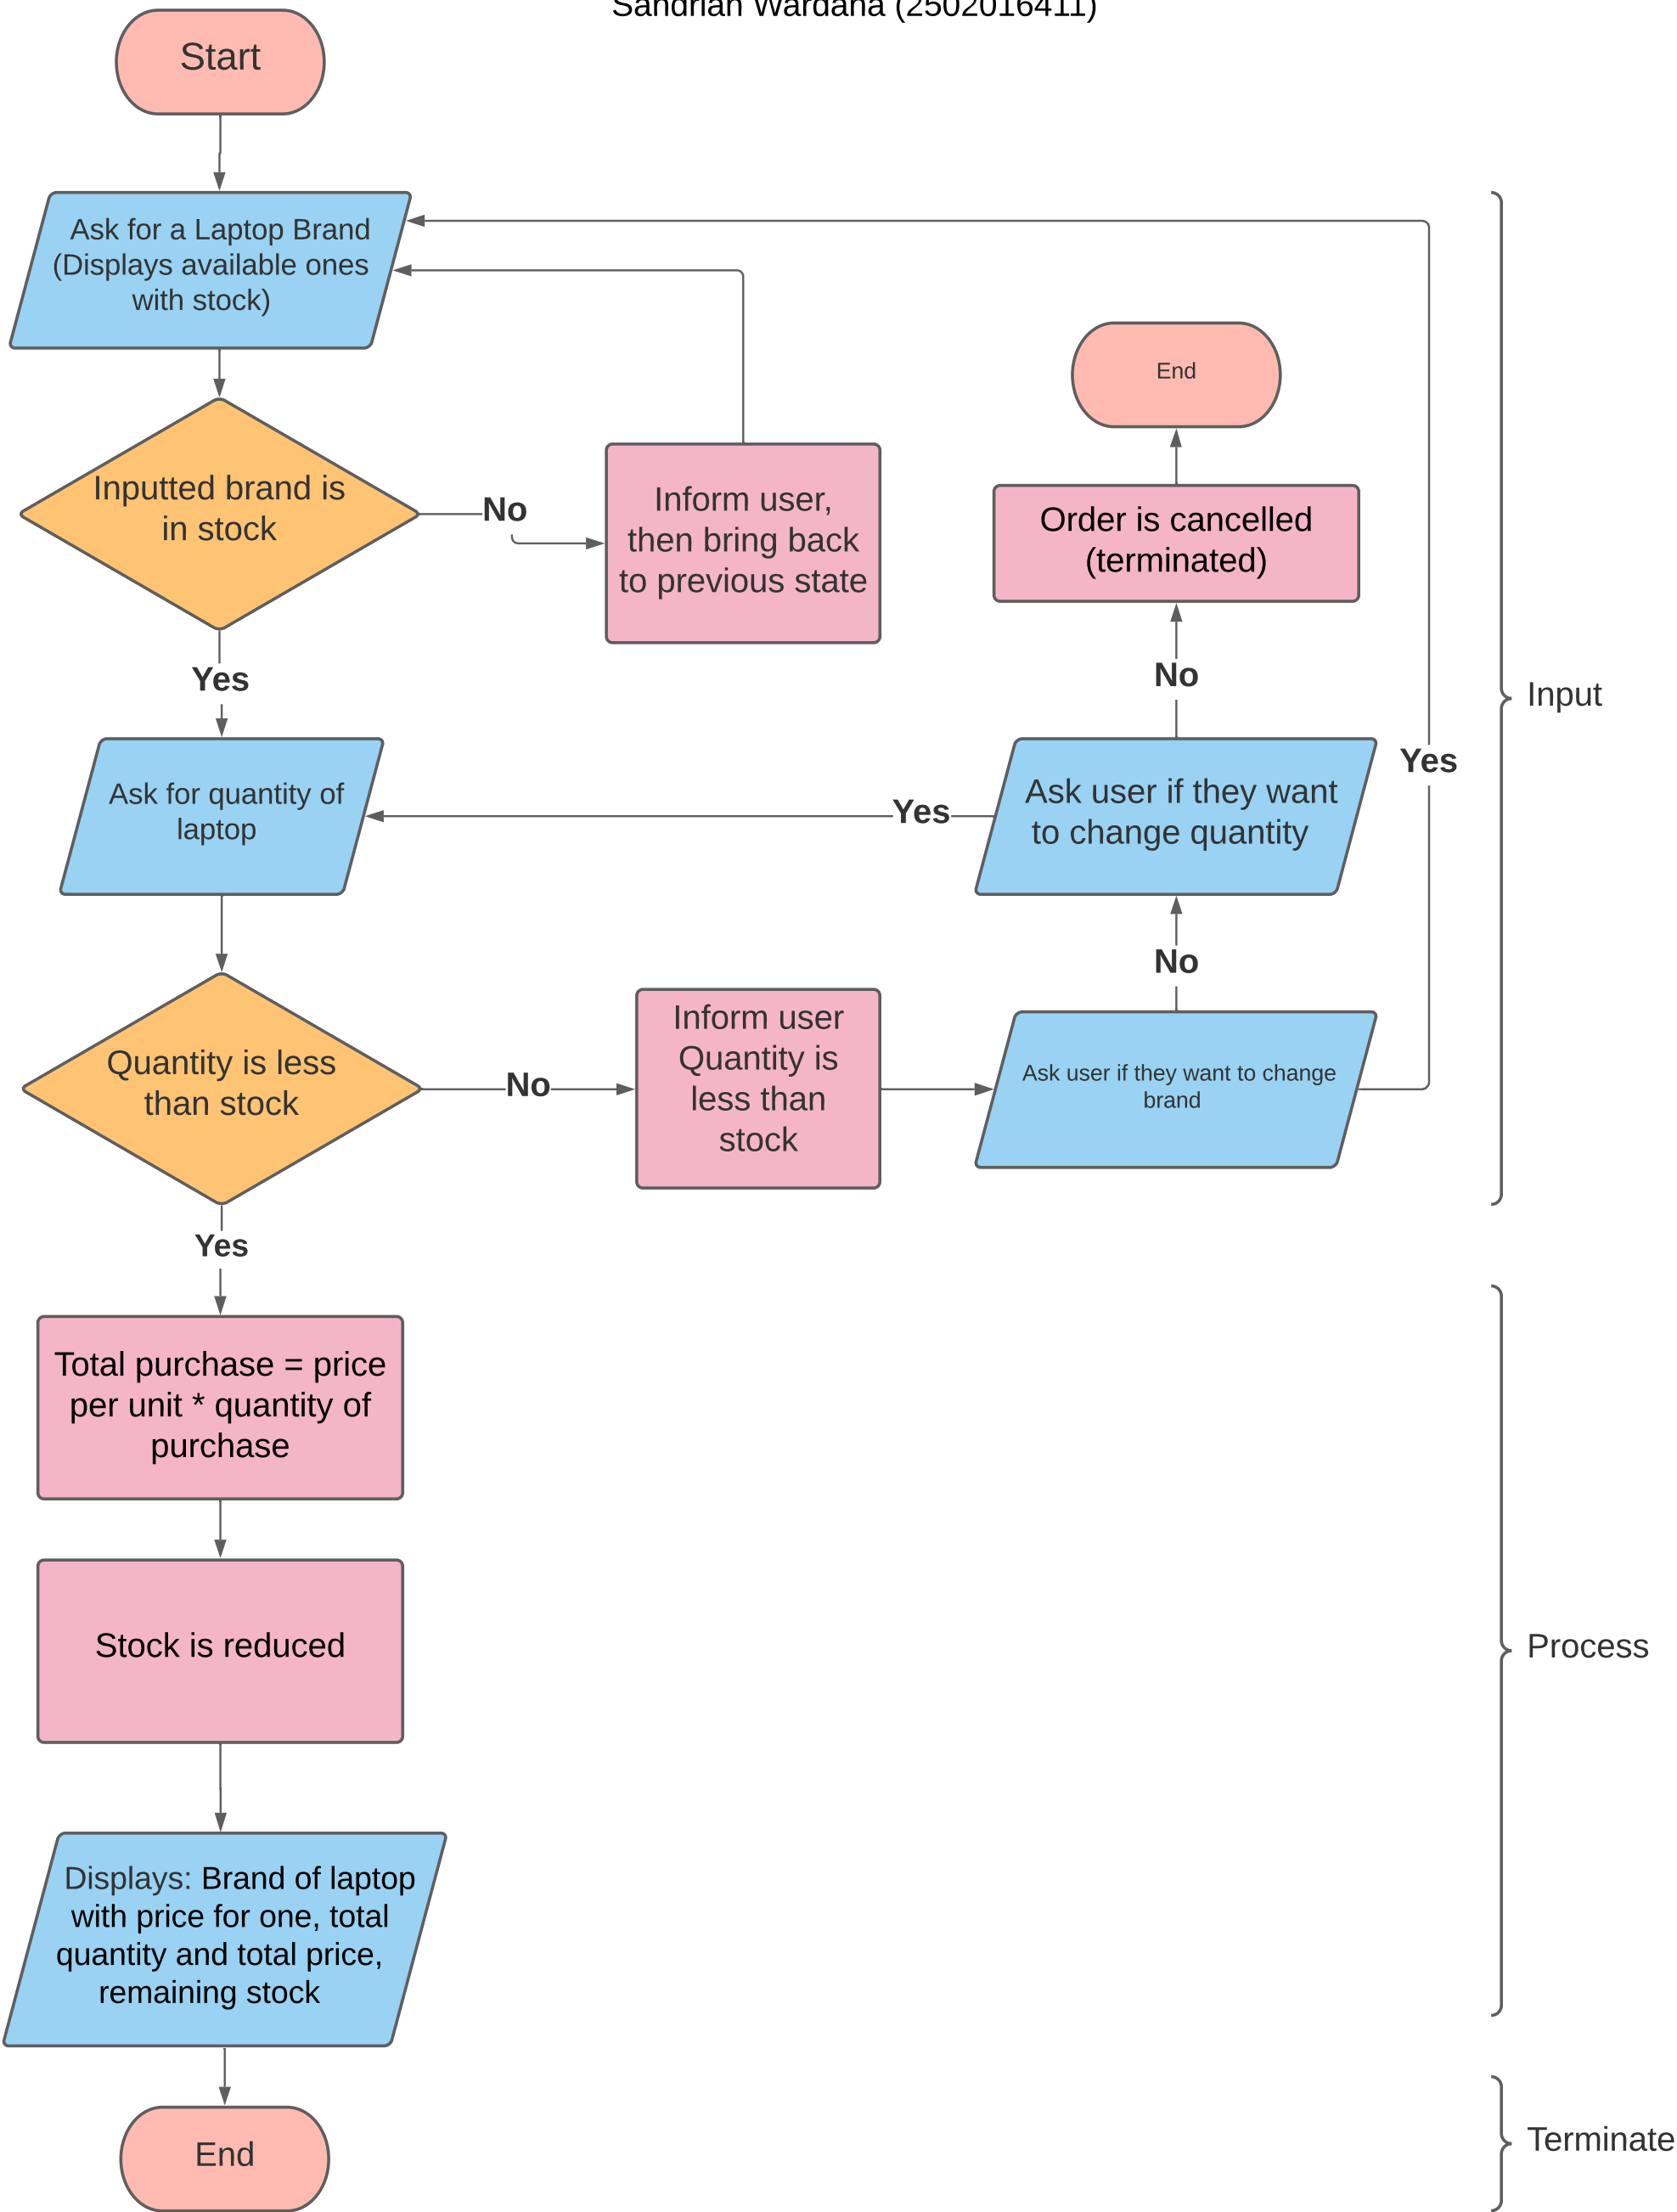 Sandrian Wardana (2502016411)
Start
Ask for a Laptop Brand
(Displays available ones
with stock)
End
Inputted brand is
in stock
No
Inform user,
then bring back
to previous state
Order is cancelled
(terminated)
Yes
No
Input
Ask for quantity of
laptop
Yes
Ask user if they want
to change quantity
Yes
No
Quantity is less
than stock
No
Inform user
Quantity is
less than
stock
Ask user if they want to change
brand
Yes
Total purchase = price
per unit * quantity of
purchase
Stock is reduced
Process
Displays: Brand of laptop
with price for one, total
quantity and total price,
remaining stock
End
Terminate